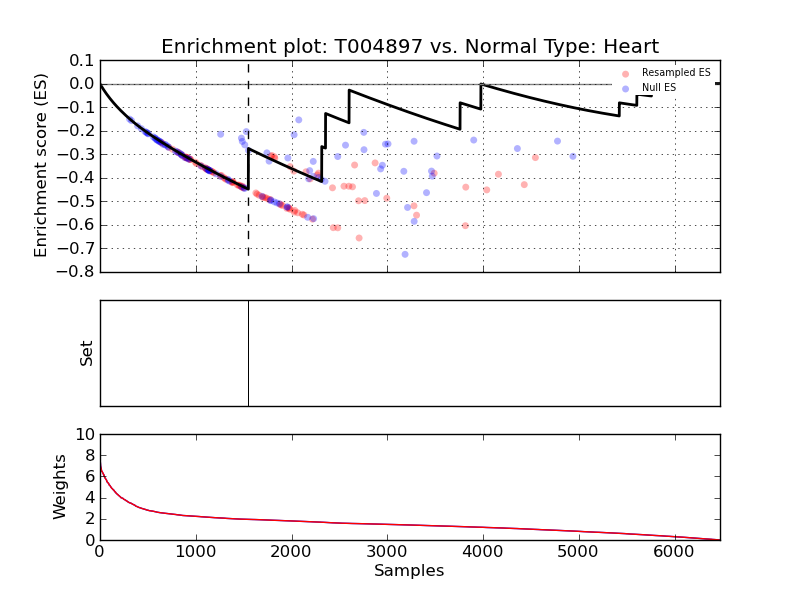 Enrichment plot: T004897 vs. Normal Type: Heart
Enrichment score (ES)
0.1
0.0
−0.1
−0.2
−0.3
−0.4
−0.5
−0.6
−0.7
−0.8
Resampled ES
Null ES
Set
Weights
10
8
6
4
2
0
0 1000 2000 3000 4000 5000 6000
Samples